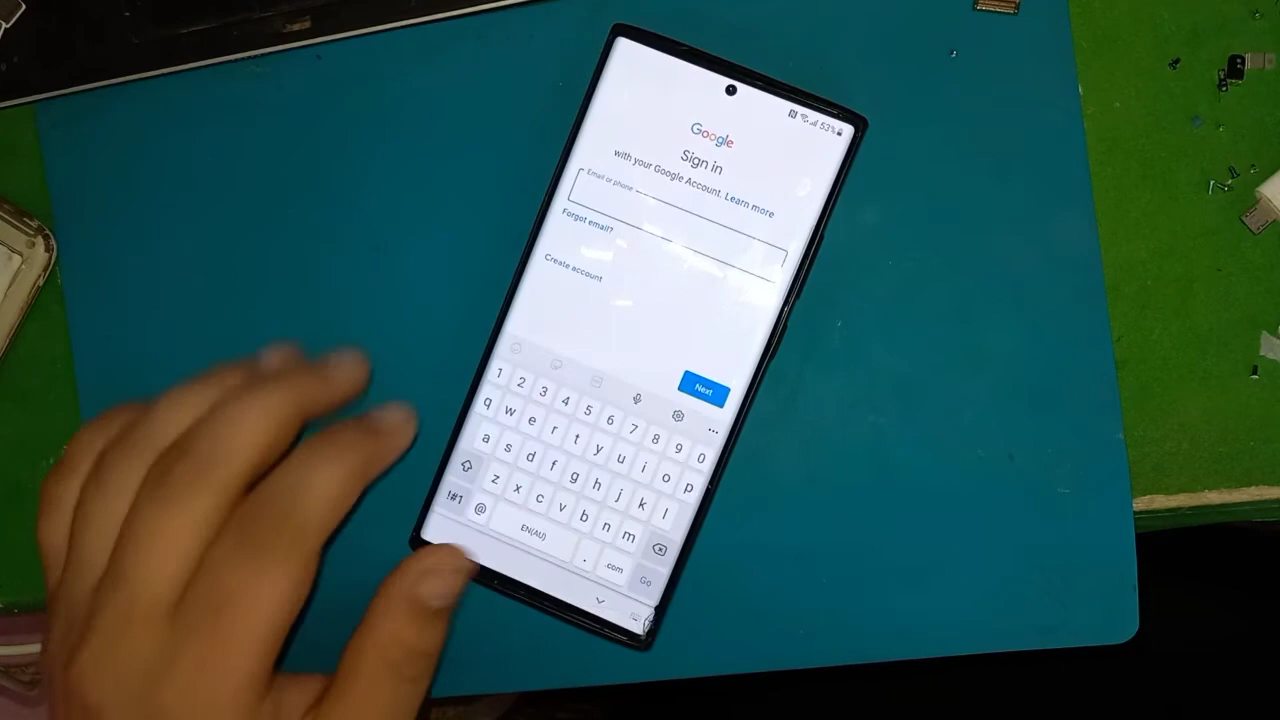 53%
Google
Sign in
with your Google Account. Learn more
Email or phone
Forgot email?
Create account
Next
1 2 3 4 5 6 7 8 9 0
q w e r t y u i o p
a s d f g h j k l
z x c v b n m
!#1 @ EN(AU) . .com Go